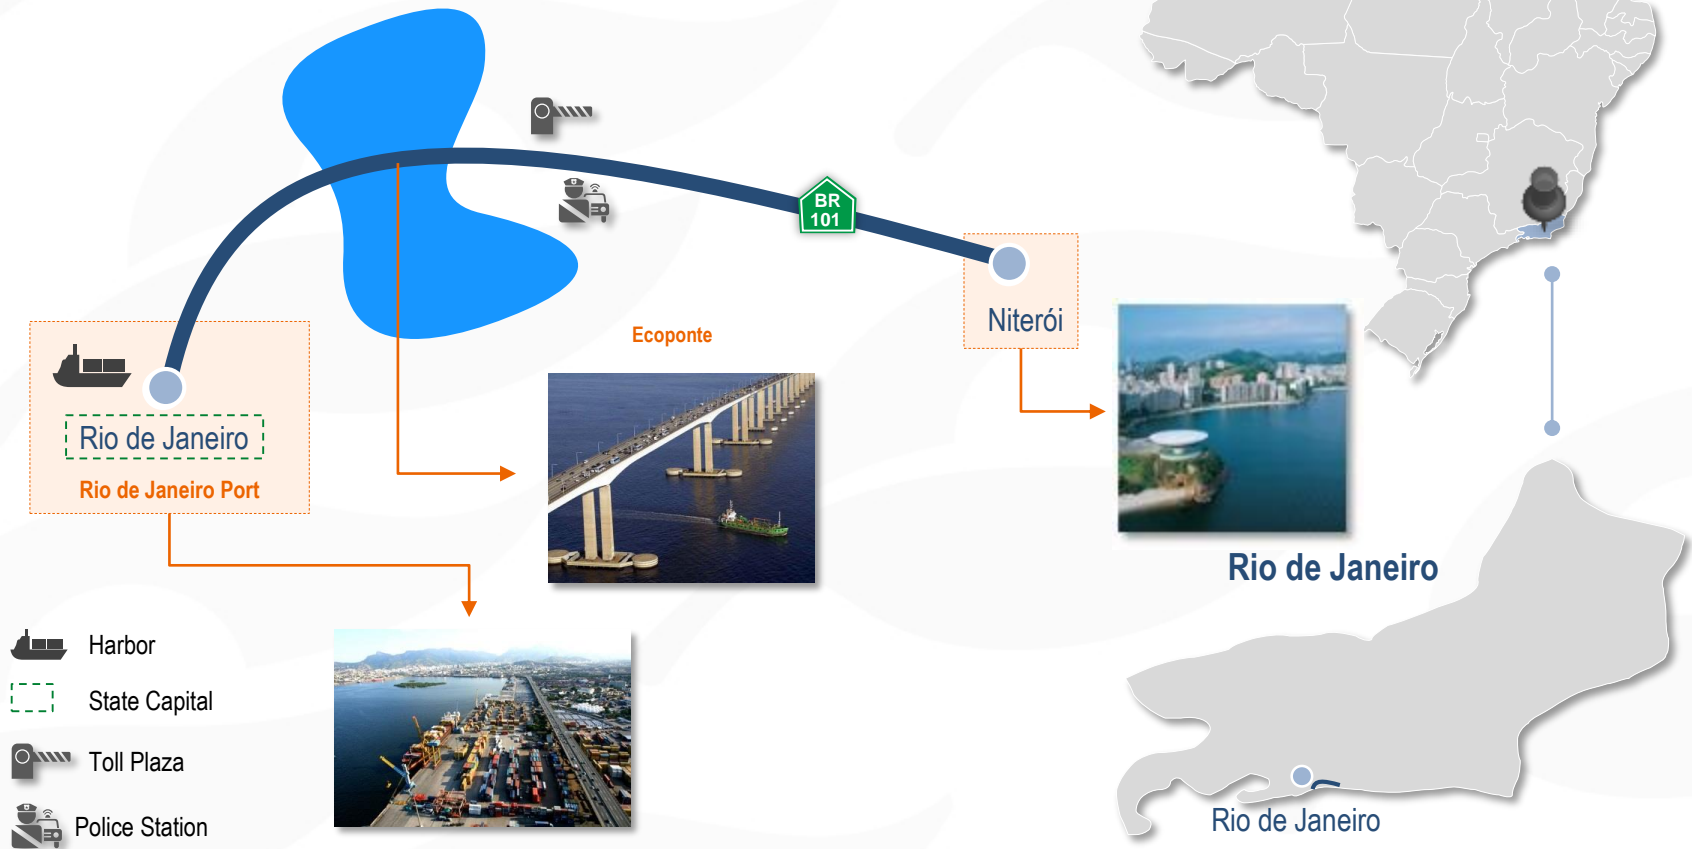 BR
101
Niterói
Ecoponte
Rio de Janeiro
Rio de Janeiro Port
Rio de Janeiro
Harbor
State Capital
Toll Plaza
Police Station
Rio de Janeiro